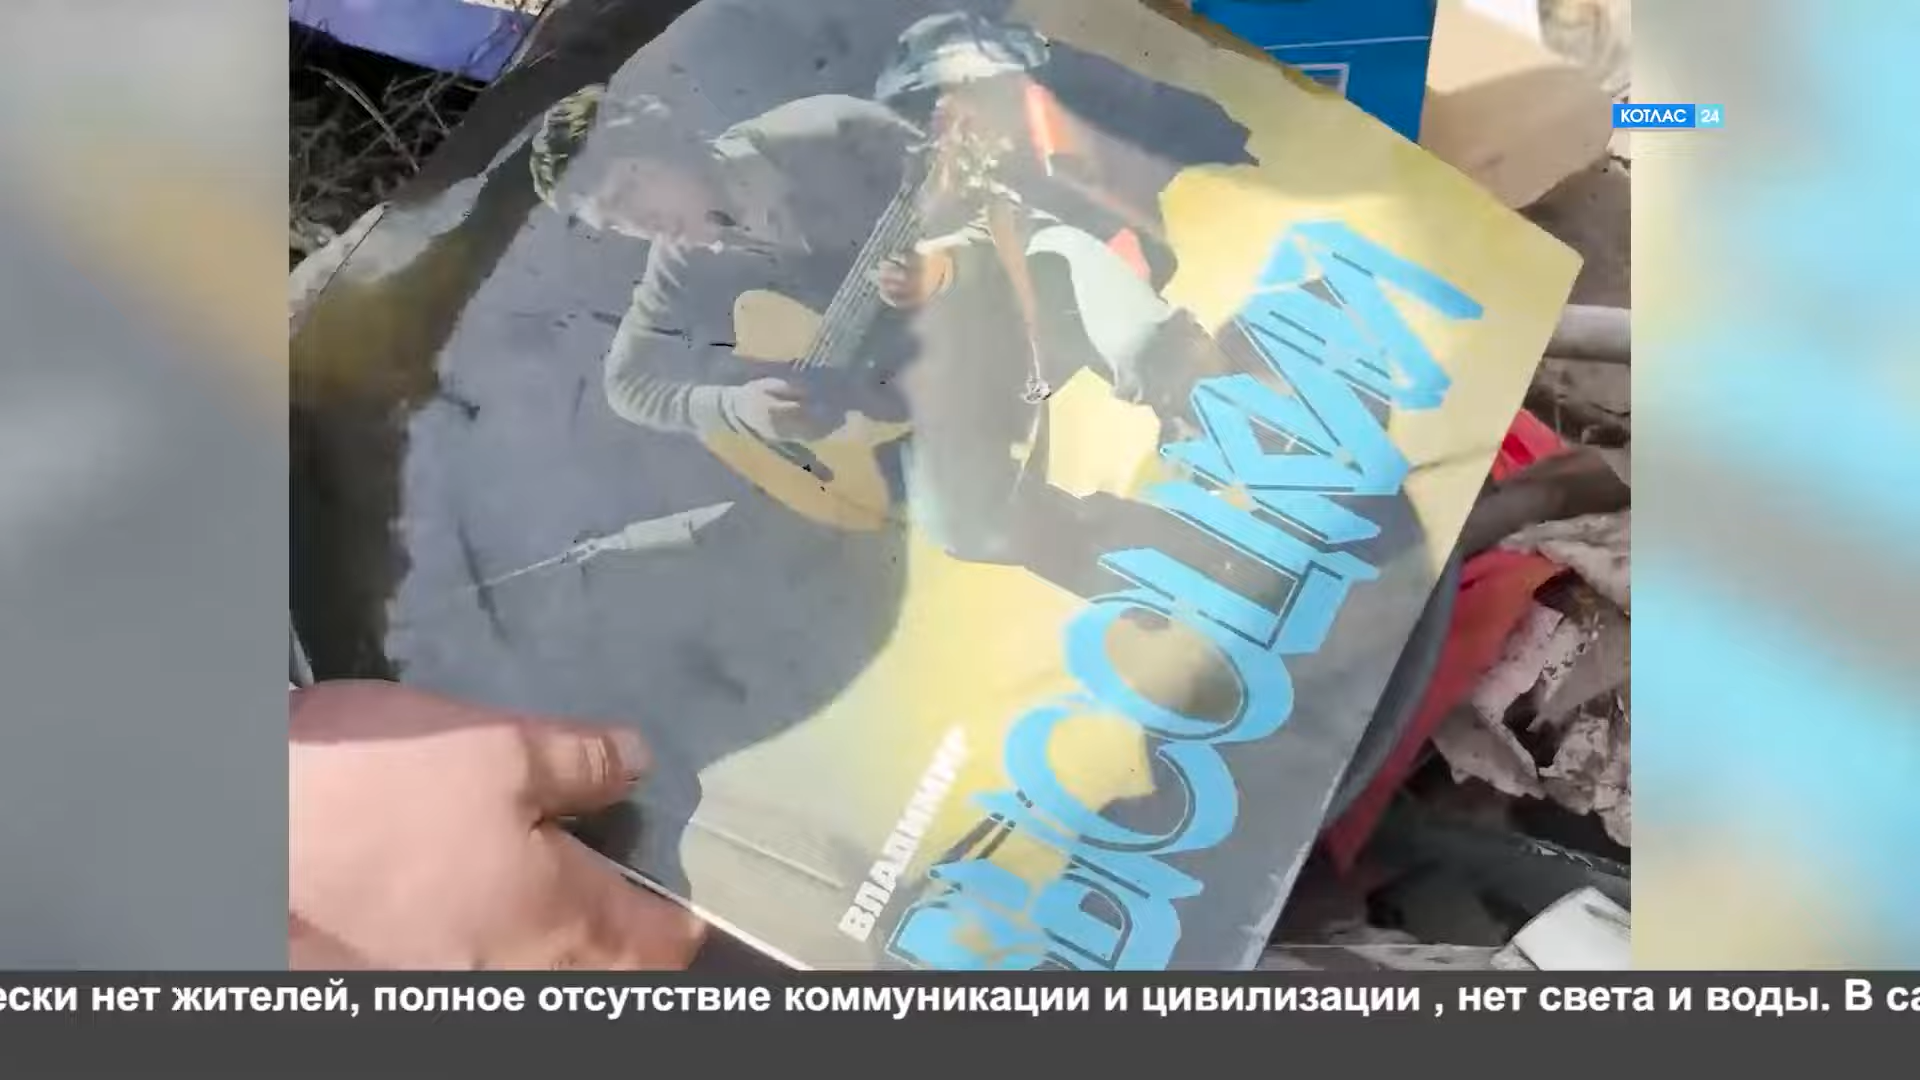 КОТЛАС 24
ВЛАДИМИР
ВЫСОЦКИЙ
ески нет жителей, полное отсутствие коммуникации и цивилизации , нет света и воды. В са